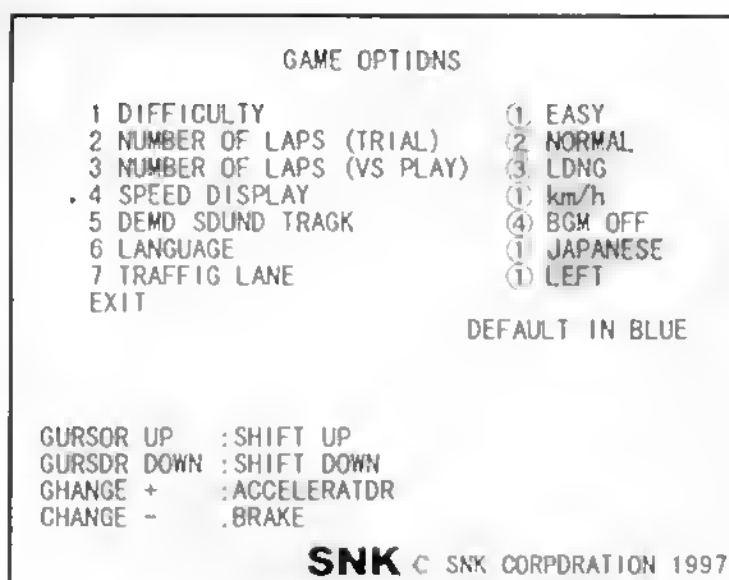 GAME OPTIDNS
1 DIFFIGULTY ① EASY
2 NUMBER OF LAPS (TRIAL) ② NORMAL
3 NUMBER OF LAPS (VS PLAY) ③ LDNG
4 SPEED DISPLAY ① km/h
5 DEMD SDUND TRAGK ④ BGM OFF
6 LANGUAGE ① JAPANESE
7 TRAFFIG LANE ① LEFT
EXIT
DEFAULT IN BLUE
GURSOR UP :SHIFT UP
GURSDR DOWN :SHIFT DOWN
GHANGE + :ACCELERATDR
CHANGE - .BRAKE
SNK C SNK CORPDRATION 1997